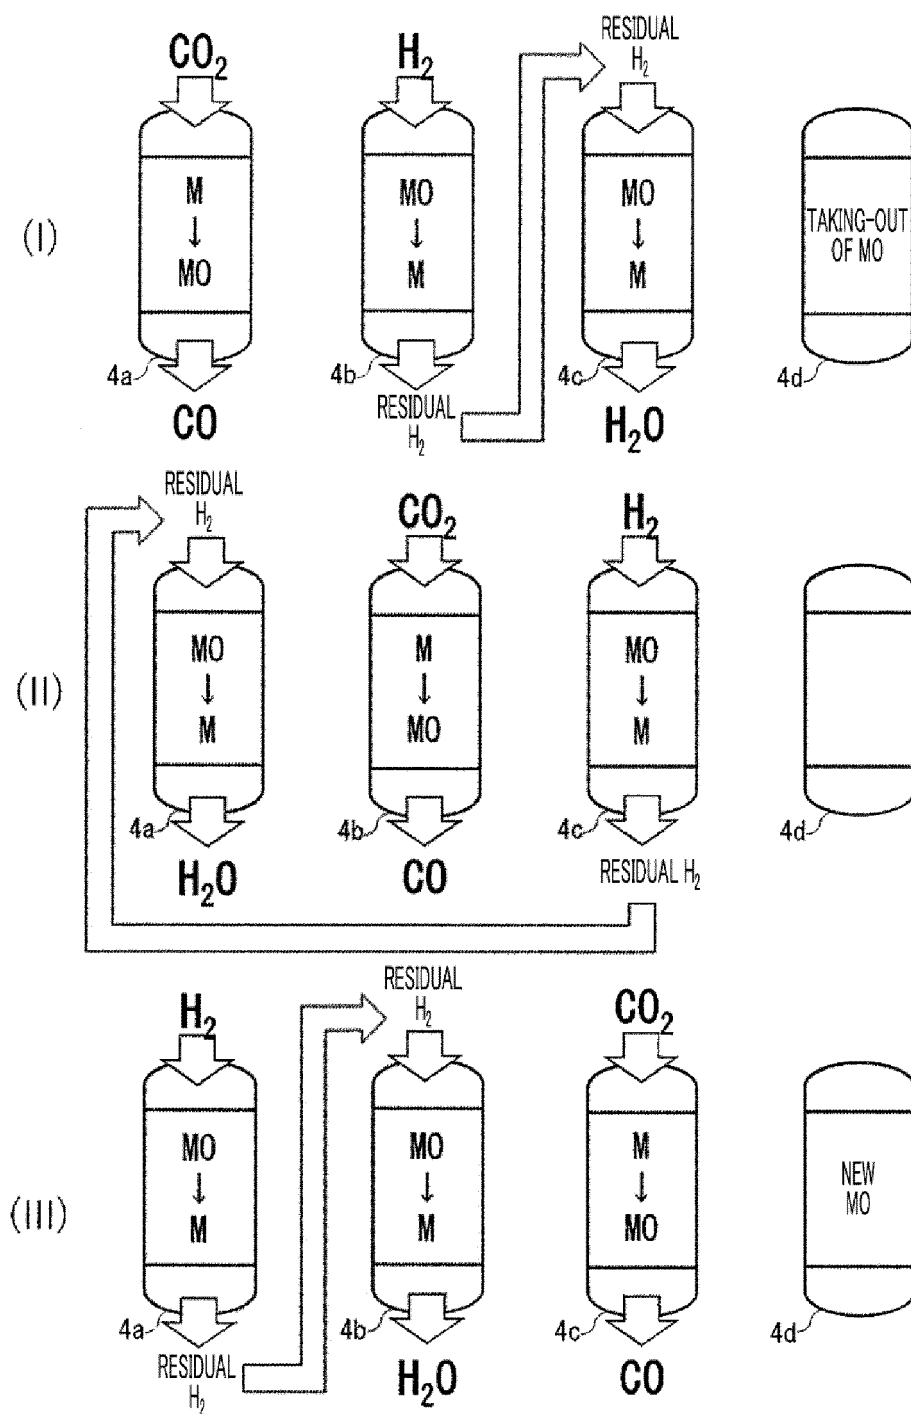 RESIDUAL
H2
CO2
H2
(I)
M
↓
MO
MO
↓
M
MO
↓
M
TAKING-OUT
OF MO
4a
4b
4c
4d
CO
RESIDUAL
H2
H2O
RESIDUAL
H2
CO2
H2
(II)
MO
↓
M
M
↓
MO
MO
↓
M
4a
4b
4c
4d
H2O
CO
RESIDUAL H2
H2
RESIDUAL
H2
CO2
(III)
MO
↓
M
MO
↓
M
M
↓
MO
NEW
MO
4a
4b
4c
4d
RESIDUAL
H2
H2O
CO